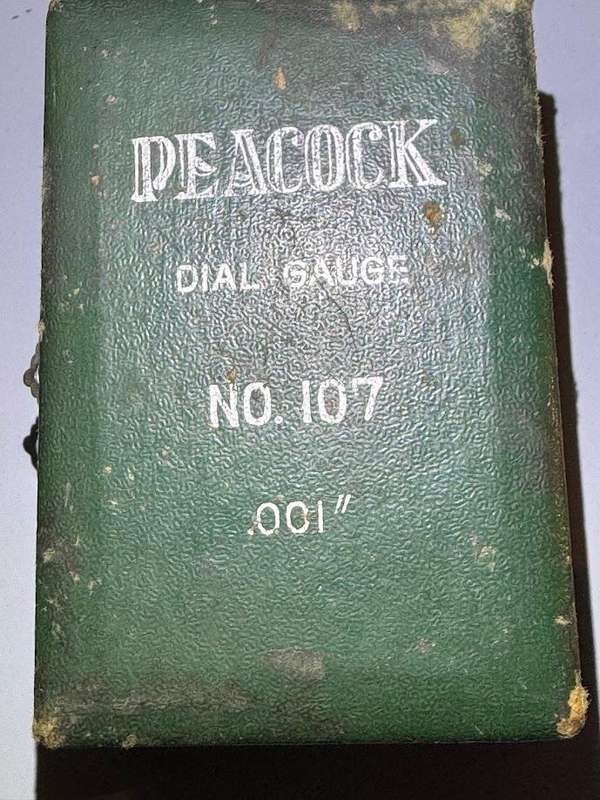 PEACOCK
DIAL GAUGE
NO. 107
.001"